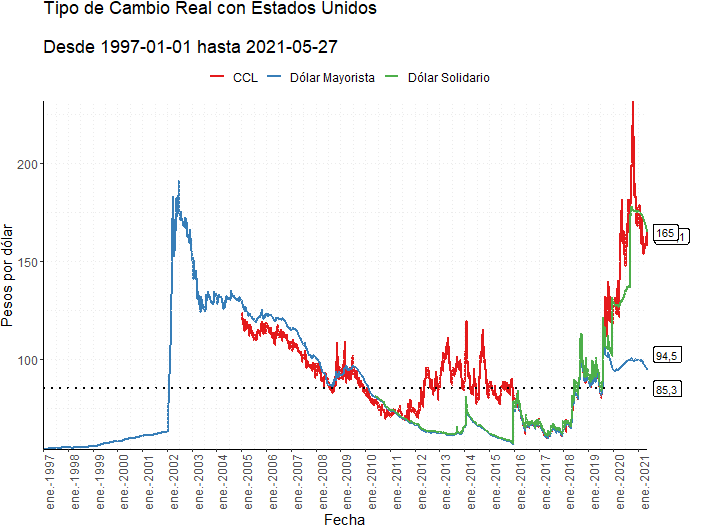 Tipo de Cambio Real con Estados Unidos
Desde 1997-01-01 hasta 2021-05-27
CCL Dólar Mayorista Dólar Solidario
Pesos por dólar
200
150
100
165
1
94,5
85,3
ene.-1997
ene.-1998
ene.-1999
ene.-2000
ene.-2001
ene.-2002
ene.-2003
ene.-2004
ene.-2005
ene.-2006
ene.-2007
ene.-2008
ene.-2009
ene.-2010
ene.-2011
ene.-2012
ene.-2013
ene.-2014
ene.-2015
ene.-2016
ene.-2017
ene.-2018
ene.-2019
ene.-2020
ene.-2021
Fecha